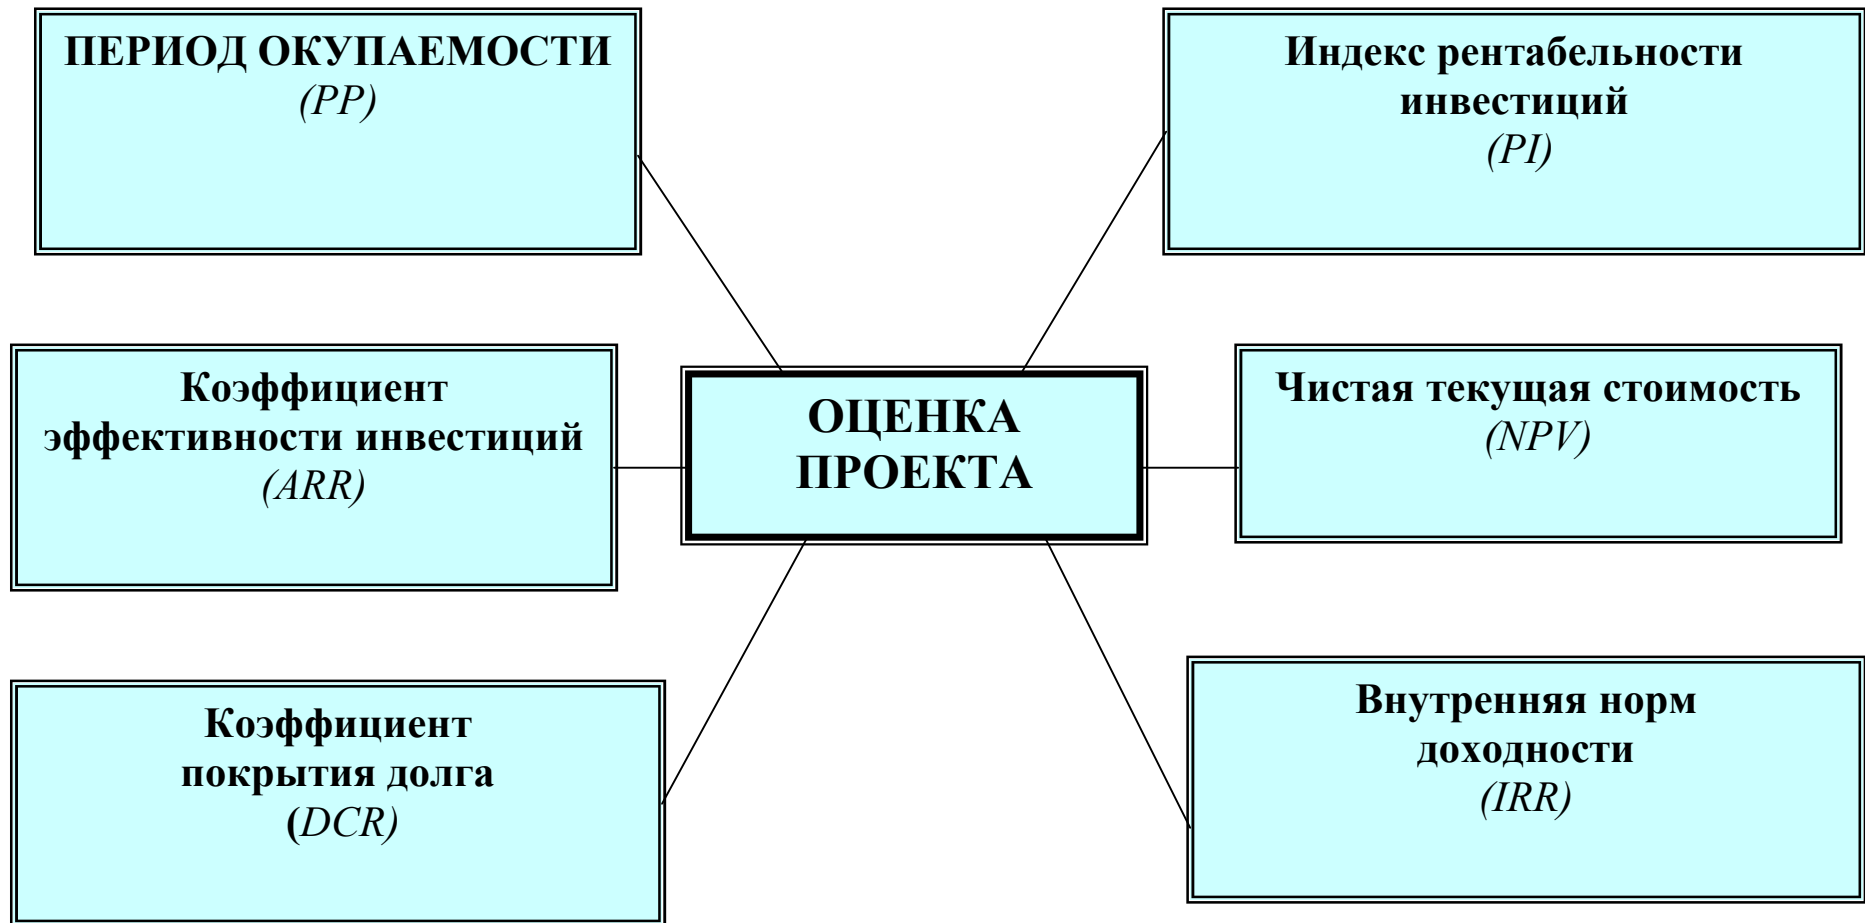 ПЕРИОД ОКУПАЕМОСТИ
(PP)
Индекс рентабельности
инвестиций
(PI)
Коэффициент
эффективности инвестиций
(ARR)
ОЦЕНКА
ПРОЕКТА
Чистая текущая стоимость
(NPV)
Коэффициент
покрытия долга
(DCR)
Внутренняя норм
доходности
(IRR)